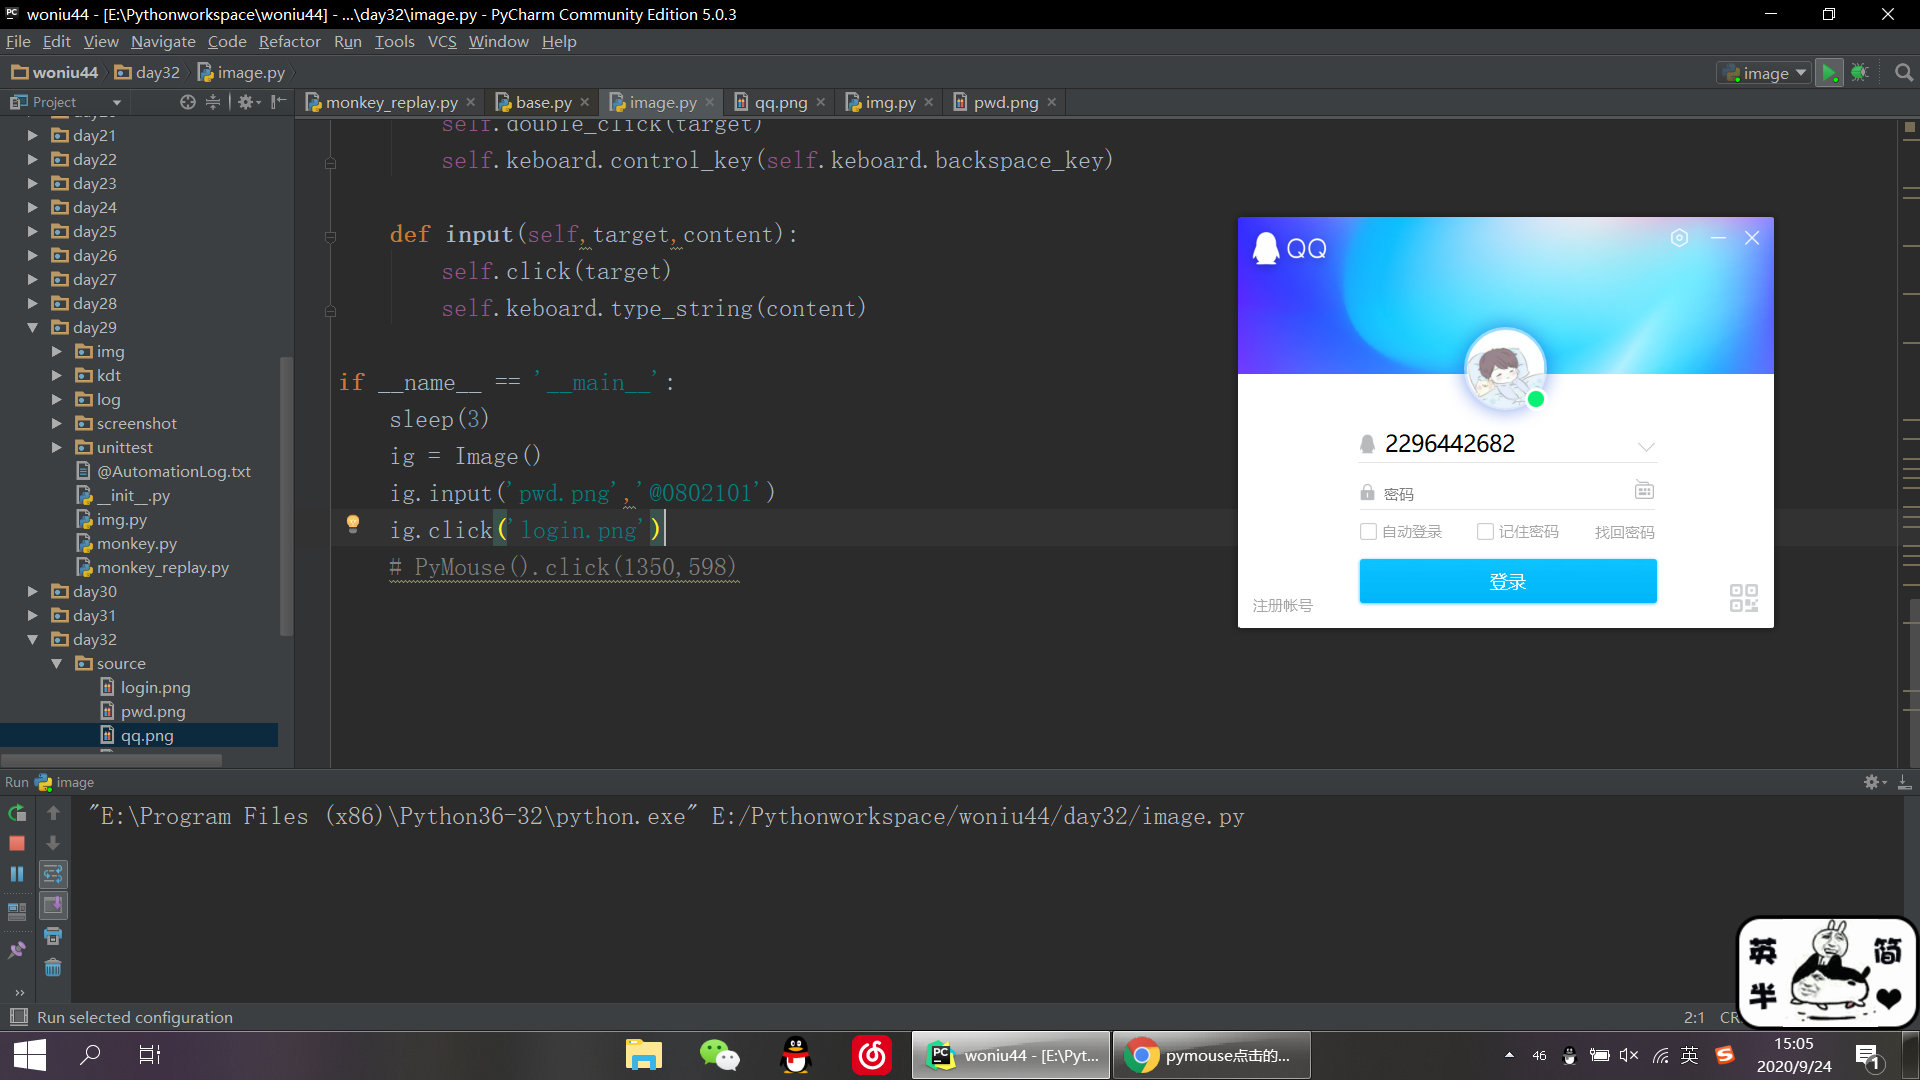 woniu44 - [E:\Pythonworkspace\woniu44] - ...\day32\image.py - PyCharm Community Edition 5.0.3
File Edit View Navigate Code Refactor Run Tools VCS Window Help
woniu44 day32 image.py
image
Project
monkey_replay.py base.py image.py qq.png img.py pwd.png
day21
day22
day23
day24
day25
day26
day27
day28
day29
img
kdt
log
screenshot
unittest
@AutomationLog.txt
__init__.py
img.py
monkey.py
monkey_replay.py
day30
day31
day32
source
login.png
pwd.png
qq.png
self.double_click(target)
self.keboard.control_key(self.keboard.backspace_key)
def input(self,target,content):
self.click(target)
self.keboard.type_string(content)
if __name__ == '__main__':
sleep(3)
ig = Image()
ig.input('pwd.png','@0802101')
ig.click('login.png')
# PyMouse().click(1350,598)
QQ
2296442682
密码
自动登录 记住密码 找回密码
登录
注册帐号
Run image
"E:\Program Files (x86)\Python36-32\python.exe" E:/Pythonworkspace/woniu44/day32/image.py
英 简
半
Run selected configuration
2:1 CR
PC woniu44 - [E:\Pyt...
pymouse点击的...
46
英
15:05
2020/9/24
1